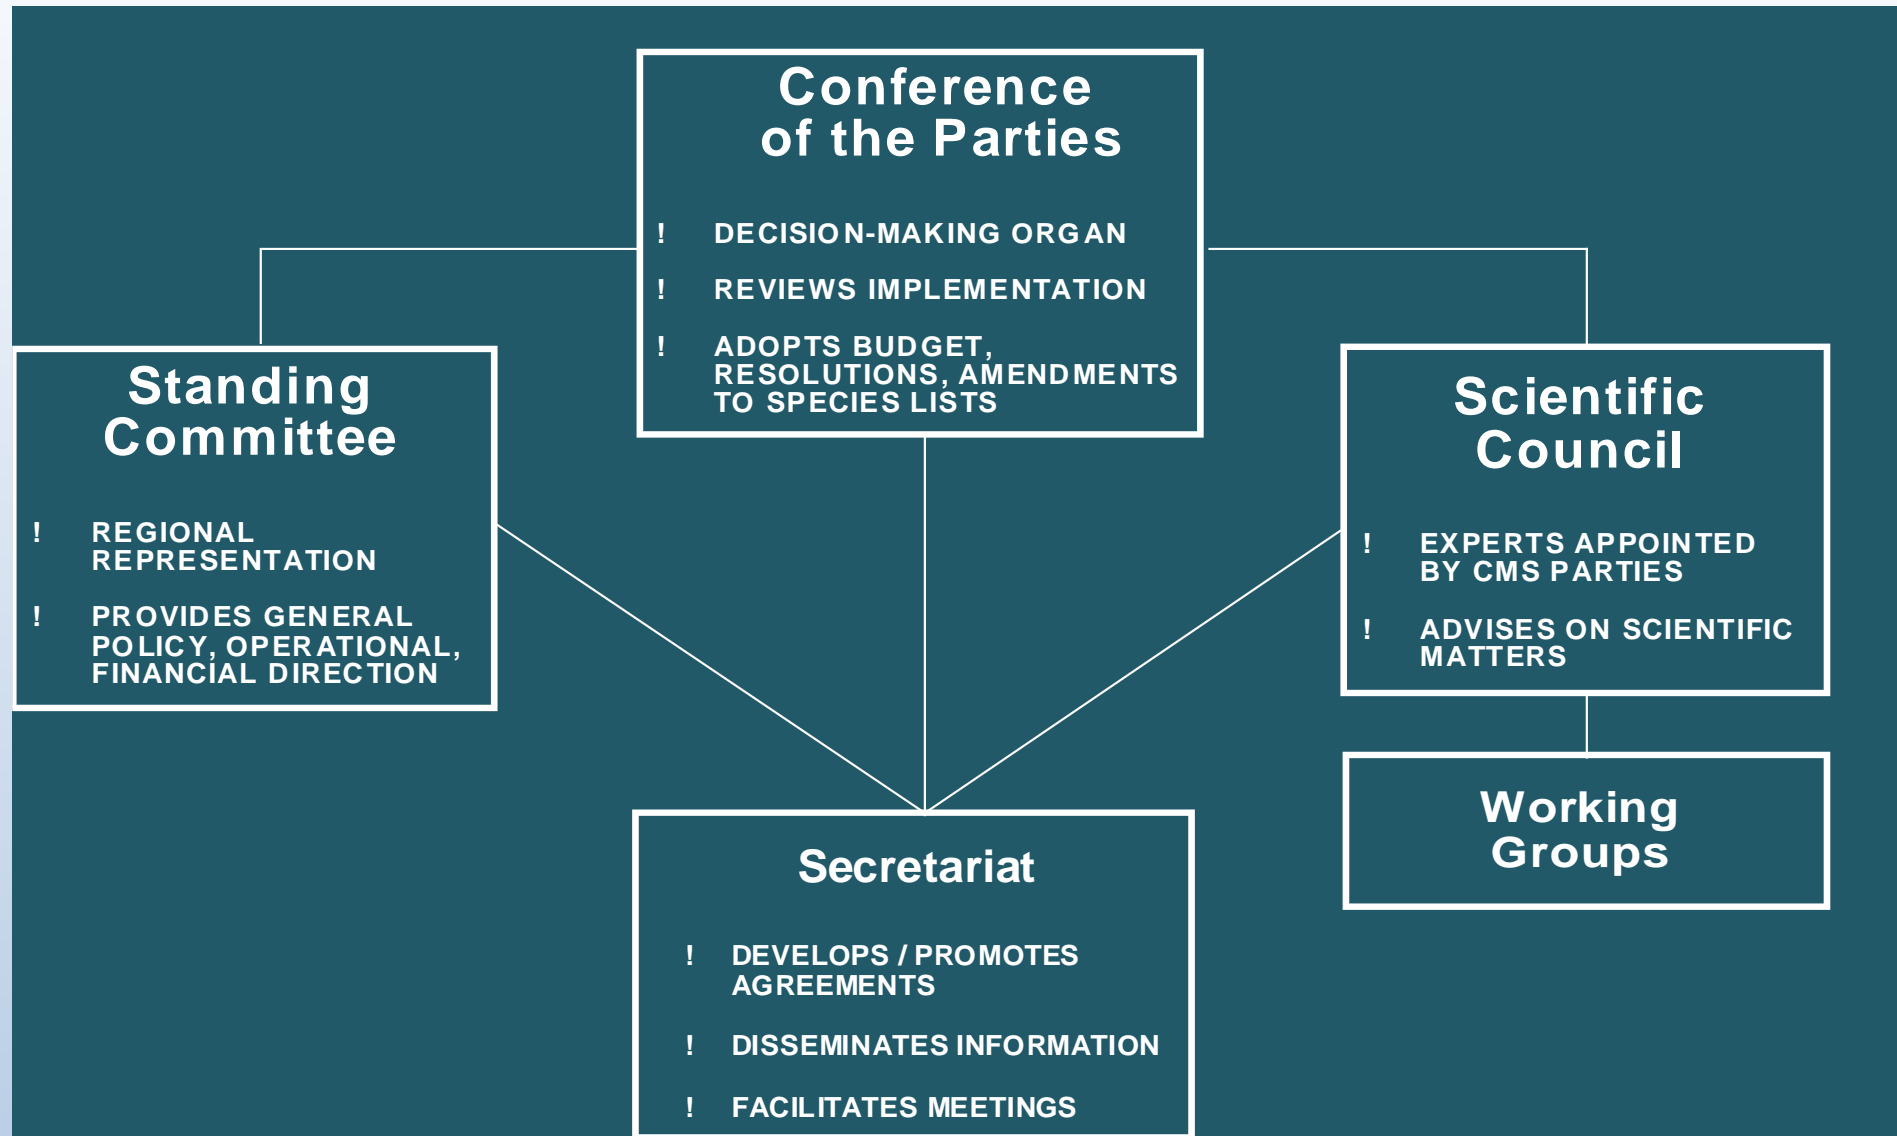 Conference
of the Parties
! DECISION-MAKING ORGAN
! REVIEWS IMPLEMENTATION
! ADOPTS BUDGET,
RESOLUTIONS, AMENDMENTS
TO SPECIES LISTS
Standing
Committee
! REGIONAL
REPRESENTATION
! PROVIDES GENERAL
POLICY, OPERATIONAL,
FINANCIAL DIRECTION
Scientific
Council
! EXPERTS APPOINTED
BY CMS PARTIES
! ADVISES ON SCIENTIFIC
MATTERS
Working
Groups
Secretariat
! DEVELOPS / PROMOTES
AGREEMENTS
! DISSEMINATES INFORMATION
! FACILITATES MEETINGS